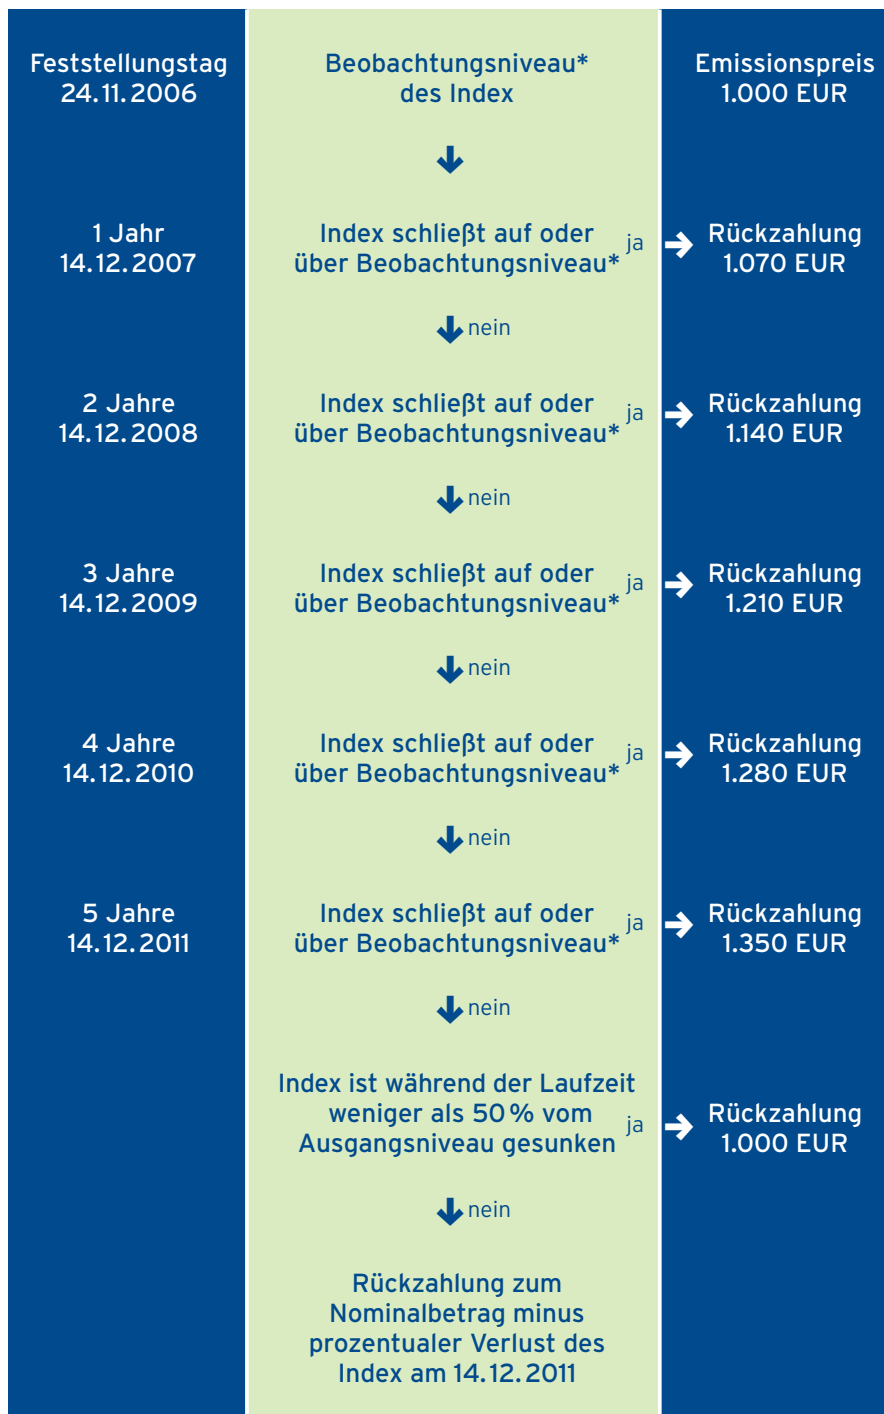 Feststellungstag
24.11.2006
Beobachtungsniveau*
des Index
Emissionspreis
1.000 EUR
1 Jahr
14.12.2007
Index schließt auf oder
über Beobachtungsniveau*
ja
Rückzahlung
1.070 EUR
nein
2 Jahre
14.12.2008
Index schließt auf oder
über Beobachtungsniveau*
ja
Rückzahlung
1.140 EUR
nein
3 Jahre
14.12.2009
Index schließt auf oder
über Beobachtungsniveau*
ja
Rückzahlung
1.210 EUR
nein
4 Jahre
14.12.2010
Index schließt auf oder
über Beobachtungsniveau*
ja
Rückzahlung
1.280 EUR
nein
5 Jahre
14.12.2011
Index schließt auf oder
über Beobachtungsniveau*
ja
Rückzahlung
1.350 EUR
nein
Index ist während der Laufzeit
weniger als 50% vom
Ausgangsniveau gesunken
ja
Rückzahlung
1.000 EUR
nein
Rückzahlung zum
Nominalbetrag minus
prozentualer Verlust des
Index am 14.12.2011